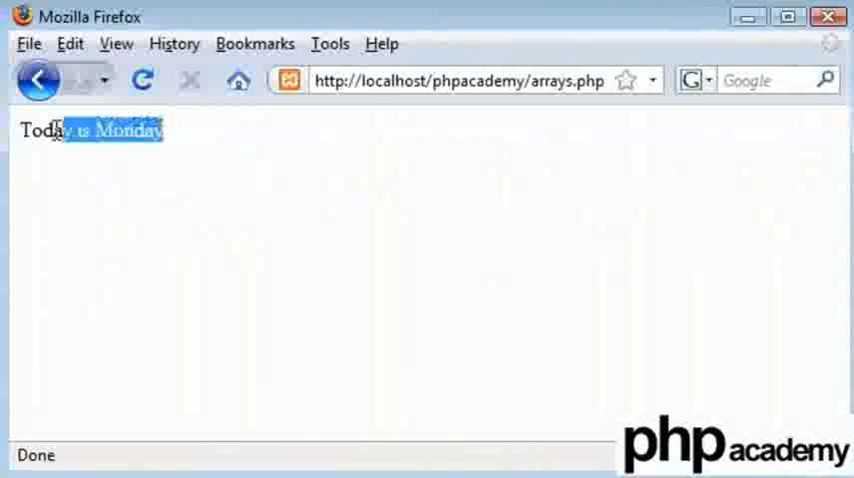 Mozilla Firefox
File Edit View History Bookmarks Tools Help
http://localhost/phpacademy/arrays.php G Google
Today is Monday
Done
php academy